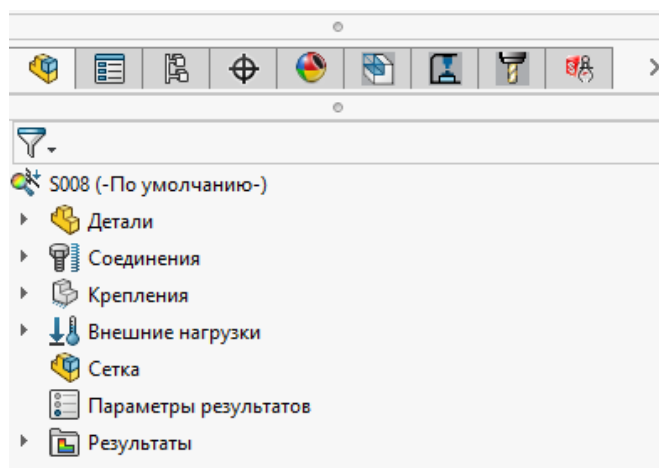 S008 (-По умолчанию-)
Детали
Соединения
Крепления
Внешние нагрузки
Сетка
Параметры результатов
Результаты